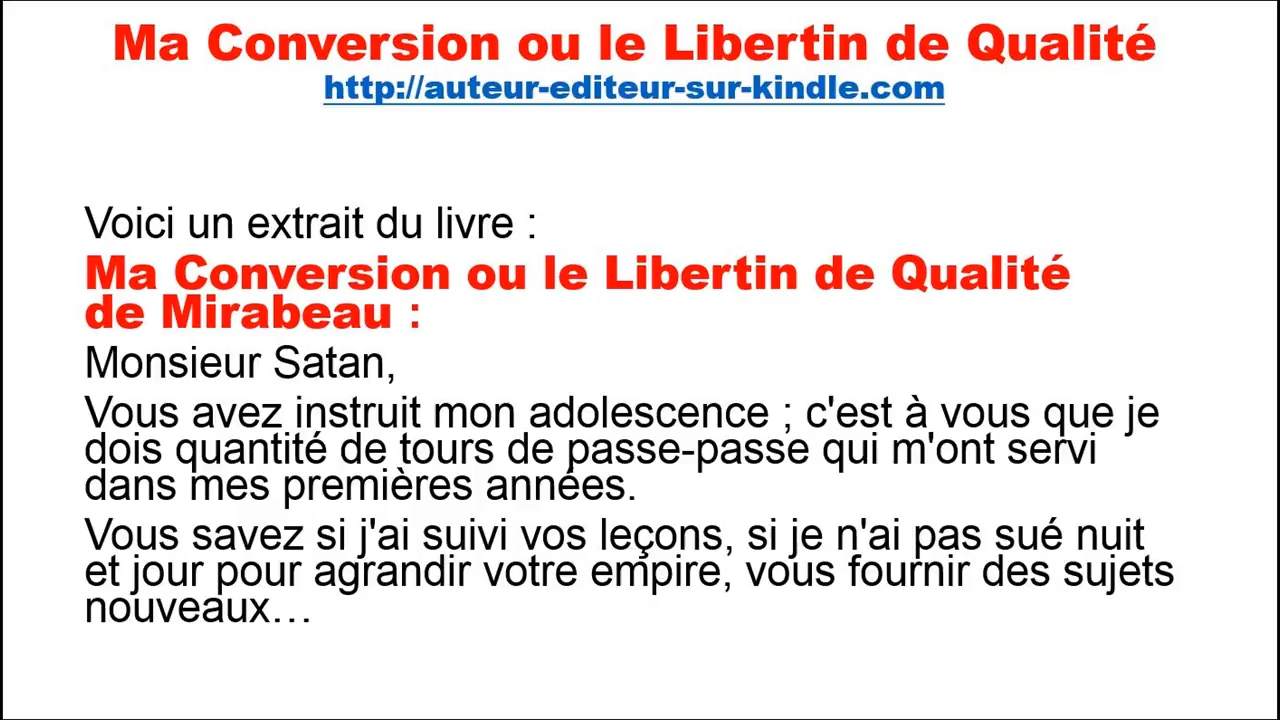 Ma Conversion ou le Libertin de Qualité
http://auteur-editeur-sur-kindle.com
Voici un extrait du livre :
Ma Conversion ou le Libertin de Qualité
de Mirabeau :
Monsieur Satan,
Vous avez instruit mon adolescence ; c'est à vous que je
dois quantité de tours de passe-passe qui m'ont servi
dans mes premières années.
Vous savez si j'ai suivi vos leçons, si je n'ai pas sué nuit
et jour pour agrandir votre empire, vous fournir des sujets
nouveaux…